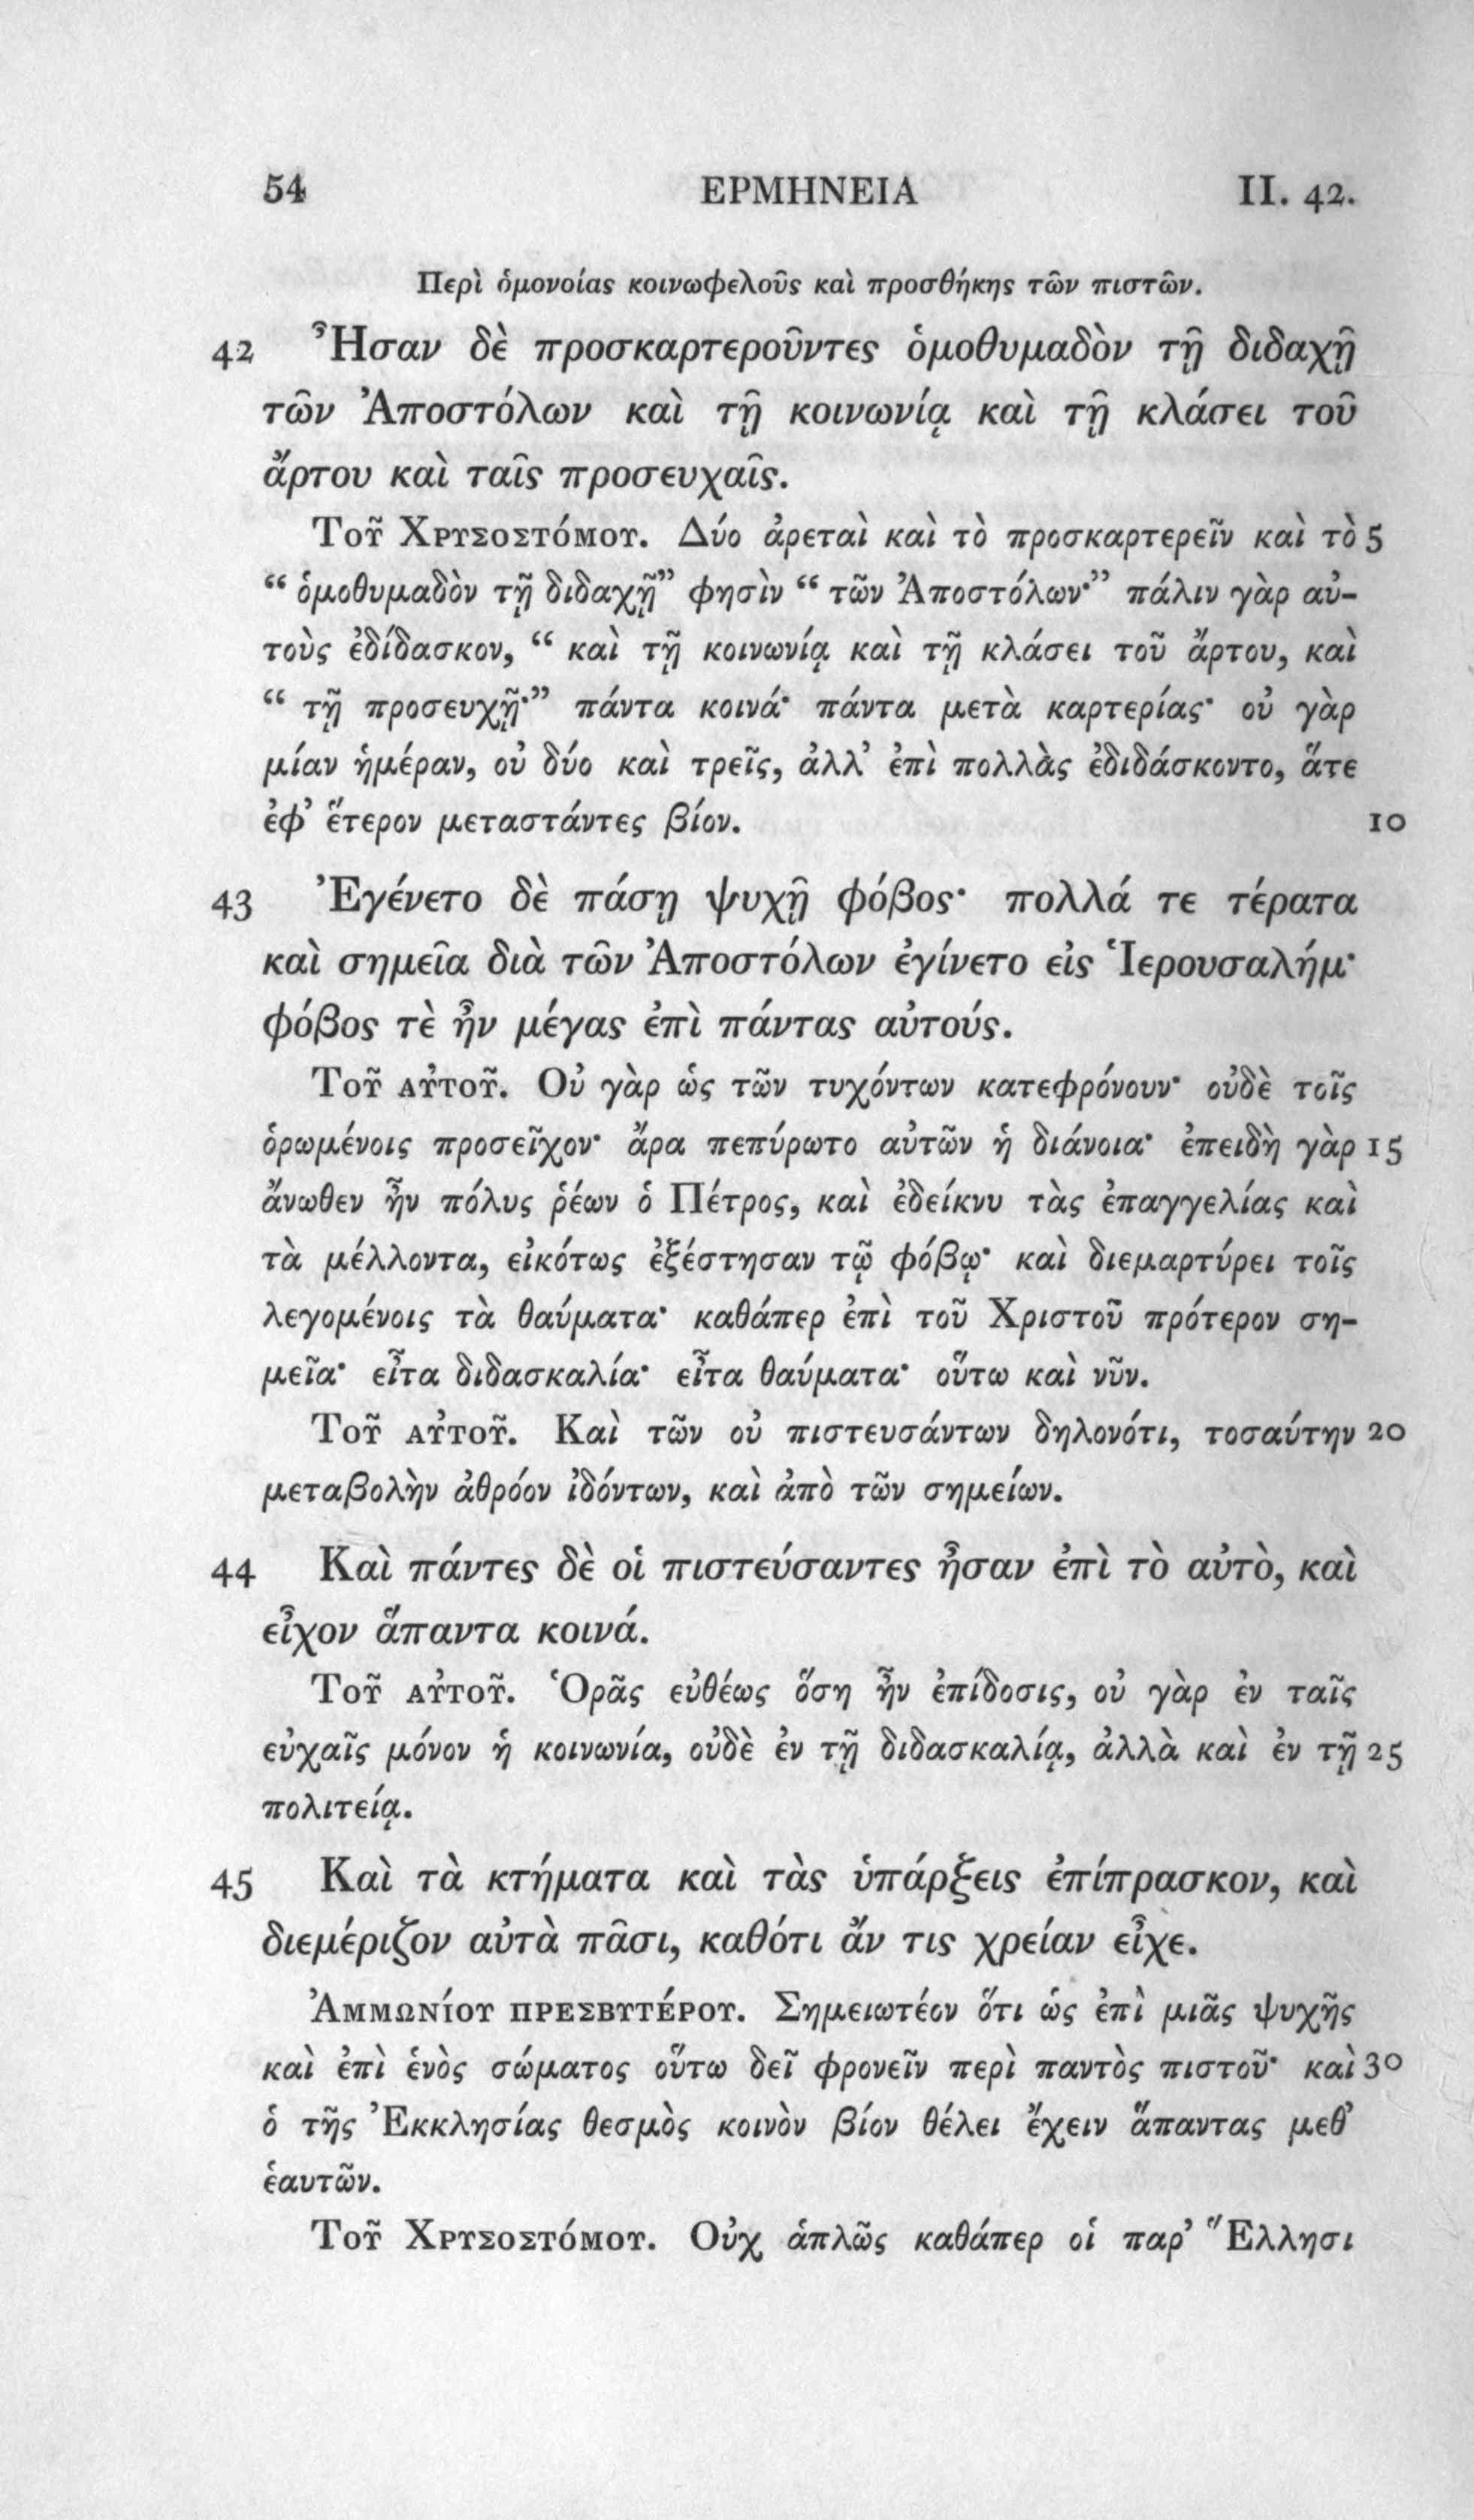 54 ΕΡΜΗΝΕΙΑ II. 42.
Περὶ ὁμονοίας κοινωφελοῦς καὶ προσθήκης τῶν πιστῶν.
42 Ἦσαν δὲ προσκαρτεροῦντες ὁμοθυμαδὸν τῇ διδαχῇ
τῶν Ἀποστόλων καὶ τῇ κοινωνίᾳ καὶ τῇ κλάσει τοῦ
ἄρτου καὶ ταῖς προσευχαῖς.
Τοῦ Χρυσοστόμου. Δύο ἀρεταὶ καὶ τὸ προσκαρτερεῖν καὶ τὸ 5
“ ὁμοθυμαδὸν τῇ διδαχῇ” φησὶν “ τῶν Ἀποστόλων·” πάλιν γὰρ αὐ-
τοὺς ἐδίδασκον, “ καὶ τῇ κοινωνίᾳ καὶ τῇ κλάσει τοῦ ἄρτου, καὶ
“ τῇ προσευχῇ·” πάντα κοινά· πάντα μετὰ καρτερίας· οὐ γὰρ
μίαν ἡμέραν, οὐ δύο καὶ τρεῖς, ἀλλ’ ἐπὶ πολλὰς ἐδιδάσκοντο, ἅτε
ἐφ’ ἕτερον μεταστάντες βίον. 10
43 Ἐγένετο δὲ πάσῃ ψυχῇ φόβος· πολλά τε τέρατα
καὶ σημεῖα διὰ τῶν Ἀποστόλων ἐγίνετο εἰς Ἱερουσαλήμ·
φόβος τὲ ἦν μέγας ἐπὶ πάντας αὐτούς.
Τοῦ αὐτοῦ. Οὐ γὰρ ὡς τῶν τυχόντων κατεφρόνουν· οὐδὲ τοῖς
ὁρωμένοις προσεῖχον· ἄρα πεπύρωτο αὐτῶν ἡ διάνοια· ἐπειδὴ γὰρ 15
ἄνωθεν ἦν πόλυς ῥέων ὁ Πέτρος, καὶ ἐδείκνυ τὰς ἐπαγγελίας καὶ
τὰ μέλλοντα, εἰκότως ἐξέστησαν τῷ φόβῳ· καὶ διεμαρτύρει τοῖς
λεγομένοις τὰ θαύματα· καθάπερ ἐπὶ τοῦ Χριστοῦ πρότερον ση-
μεῖα· εἶτα διδασκαλία· εἶτα θαύματα· οὕτω καὶ νῦν.
Τοῦ αὐτοῦ. Καὶ τῶν οὐ πιστευσάντων δηλονότι, τοσαύτην 20
μεταβολὴν ἀθρόον ἰδόντων, καὶ ἀπὸ τῶν σημείων.
44 Καὶ πάντες δὲ οἱ πιστεύσαντες ἦσαν ἐπὶ τὸ αὐτὸ, καὶ
εἶχον ἅπαντα κοινά.
Τοῦ αὐτοῦ. Ὁρᾶς εὐθέως ὅση ἦν ἐπίδοσις, οὐ γὰρ ἐν ταῖς
εὐχαῖς μόνον ἡ κοινωνία, οὐδὲ ἐν τῇ διδασκαλίᾳ, ἀλλὰ καὶ ἐν τῇ 25
πολιτείᾳ.
45 Καὶ τὰ κτήματα καὶ τὰς ὑπάρξεις ἐπίπρασκον, καὶ
διεμέριζον αὐτὰ πᾶσι, καθότι ἄν τις χρείαν εἶχε.
Ἀμμωνίου πρεσβυτέρου. Σημειωτέον ὅτι ὡς ἐπὶ μιᾶς ψυχῆς
καὶ ἐπὶ ἑνὸς σώματος οὕτω δεῖ φρονεῖν περὶ παντὸς πιστοῦ· καὶ 30
ὁ τῆς Ἐκκλησίας θεσμὸς κοινὸν βίον θέλει ἔχειν ἅπαντας μεθ’
ἑαυτῶν.
Τοῦ Χρυσοστόμου. Οὐχ ἁπλῶς καθάπερ οἱ παρ’ Ἕλλησι